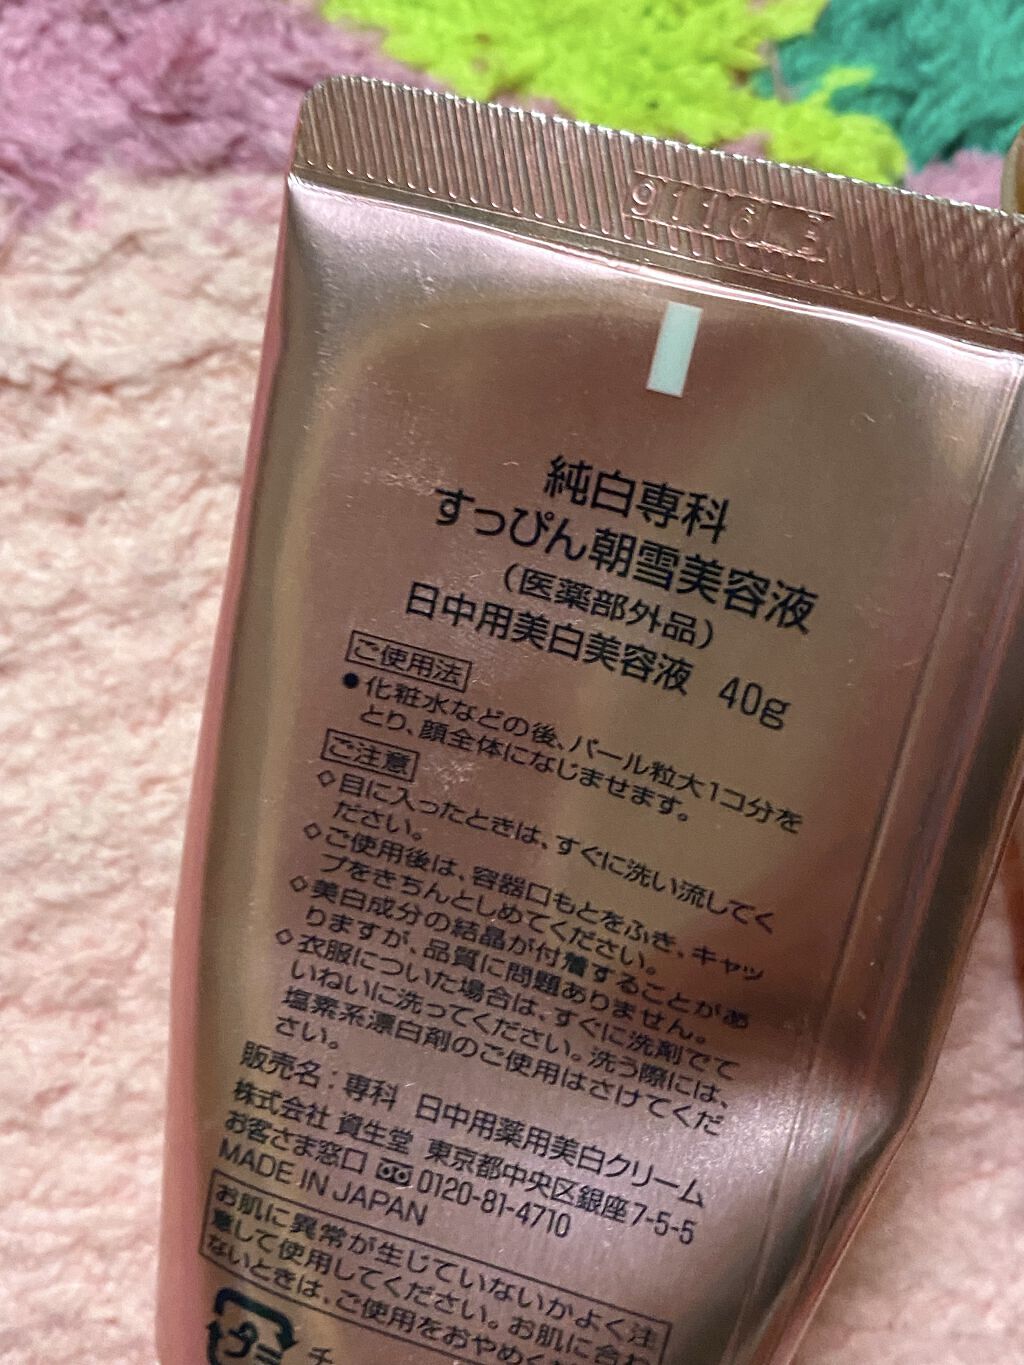 9116LE
純白専科
すっぴん朝雪美容液
(医薬部外品)
日中用美白美容液 40g
ご使用法
●化粧水などの後、パール粒大1コ分を
とり、顔全体になじませます。
ご注意
◇目に入ったときは、すぐに洗い流してく
ださい。
◇ご使用後は、容器口もとをふき、キャッ
プをきちんとしめてください。
◇美白成分の結晶が付着することがあ
りますが、品質に問題ありません。
◇衣服についた場合は、すぐに洗剤でて
いねいに洗ってください。洗う際には、
塩素系漂白剤のご使用はさけてくだ
さい。
販売名:専科 日中用薬用美白クリーム
株式会社 資生堂 東京都中央区銀座7-5-5
お客さま窓口 0120-81-4710
MADE IN JAPAN
お肌に異常が生じていないかよく注
意して使用してください。お肌に合わ
ないときは、ご使用をおやめく
プラ チ